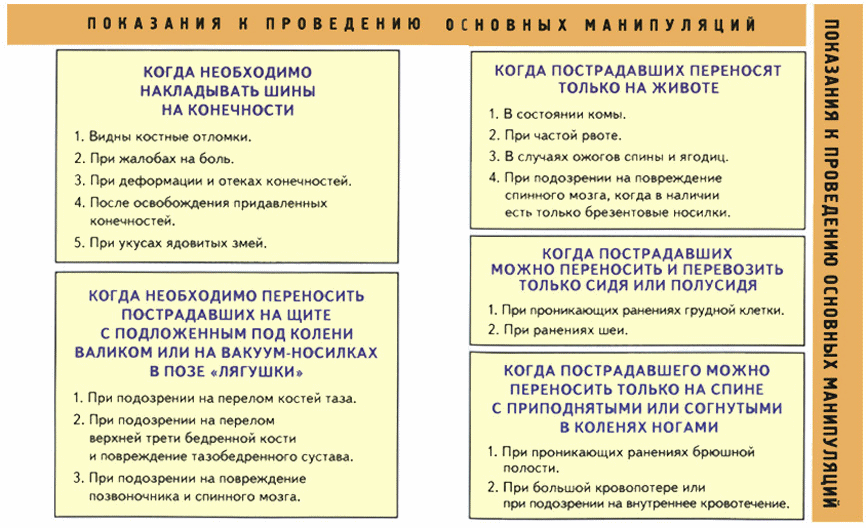 ПОКАЗАНИЯ К ПРОВЕДЕНИЮ ОСНОВНЫХ МАНИПУЛЯЦИЙ
КОГДА НЕОБХОДИМО
НАКЛАДЫВАТЬ ШИНЫ
НА КОНЕЧНОСТИ
1. Видны костные отломки.
2. При жалобах на боль.
3. При деформации и отеках конечностей.
4. После освобождения придавленных
конечностей.
5. При укусах ядовитых змей.
КОГДА НЕОБХОДИМО ПЕРЕНОСИТЬ
ПОСТРАДАВШИХ НА ЩИТЕ
С ПОДЛОЖЕННЫМ ПОД КОЛЕНИ
ВАЛИКОМ ИЛИ НА ВАКУУМ-НОСИЛКАХ
В ПОЗЕ «ЛЯГУШКИ»
1. При подозрении на перелом костей таза.
2. При подозрении на перелом
верхней трети бедренной кости
и повреждение тазобедренного сустава.
3. При подозрении на повреждение
позвоночника и спинного мозга.
КОГДА ПОСТРАДАВШИХ ПЕРЕНОСЯТ
ТОЛЬКО НА ЖИВОТЕ
1. В состоянии комы.
2. При частой рвоте.
3. В случаях ожогов спины и ягодиц.
4. При подозрении на повреждение
спинного мозга, когда в наличии
есть только брезентовые носилки.
КОГДА ПОСТРАДАВШИХ
МОЖНО ПЕРЕНОСИТЬ И ПЕРЕВОЗИТЬ
ТОЛЬКО СИДЯ ИЛИ ПОЛУСИДЯ
1. При проникающих ранениях грудной клетки.
2. При ранениях шеи.
КОГДА ПОСТРАДАВШЕГО МОЖНО
ПЕРЕНОСИТЬ ТОЛЬКО НА СПИНЕ
С ПРИПОДНЯТЫМИ ИЛИ СОГНУТЫМИ
В КОЛЕНЯХ НОГАМИ
1. При проникающих ранениях брюшной
полости.
2. При большой кровопотере или
при подозрении на внутреннее кровотечение.
ПОКАЗАНИЯ К ПРОВЕДЕНИЮ ОСНОВНЫХ МАНИПУЛЯЦИЙ